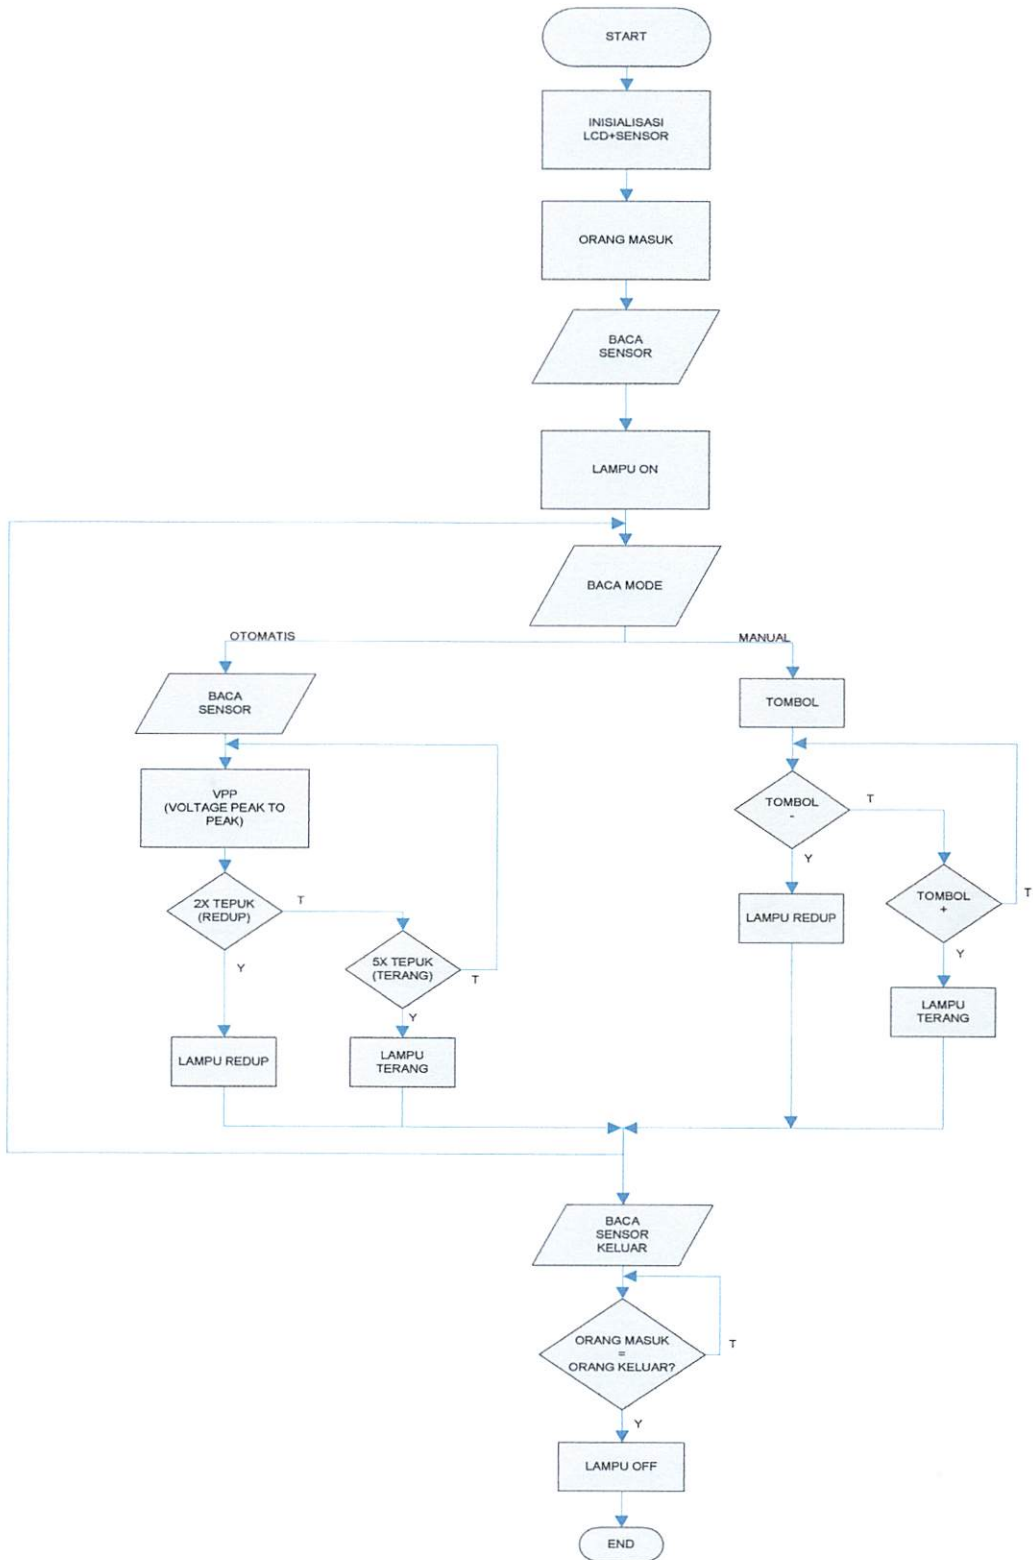 START
INISIALISASI
LCD+SENSOR
ORANG MASUK
BACA
SENSOR
LAMPU ON
BACA MODE
OTOMATIS
MANUAL
BACA
SENSOR
TOMBOL
VPP
(VOLTAGE PEAK TO
PEAK)
TOMBOL
-
T
Y
2X TEPUK
(REDUP)
T
Y
TOMBOL
+
T
Y
LAMPU REDUP
5X TEPUK
(TERANG)
T
Y
LAMPU
TERANG
LAMPU REDUP
LAMPU
TERANG
BACA
SENSOR
KELUAR
ORANG MASUK
=
ORANG KELUAR?
T
Y
LAMPU OFF
END